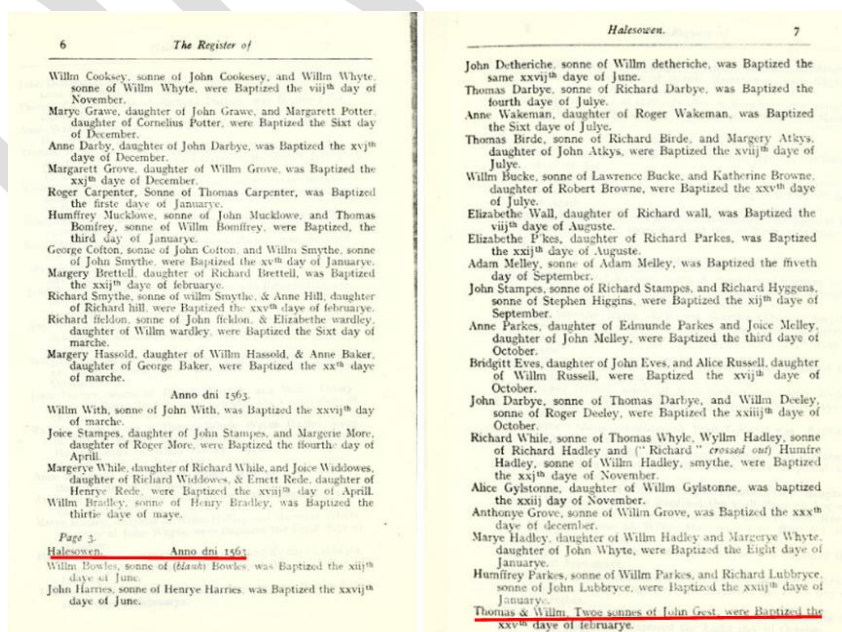 6 The Register of
Willm Cooksey, sonne of John Cookesey, and Willm Whyte,
sonne of Willm Whyte, were Baptized the viijth day of
November.
Marye Grawe, daughter of John Grawe, and Margarett Potter,
daughter of Cornelius Potter, were Baptized the Sixt day
of December.
Anne Darby, daughter of John Darbye, was Baptized the xvjth
daye of December.
Margarett Grove, daughter of Willm Grove, was Baptized the
xxjth daye of December.
Roger Carpenter, Sonne of Thomas Carpenter, was Baptized
the firste daye of Januarye.
Humffrey Mucklowe, sonne of John Mucklowe, and Thomas
Bomfrey, sonne of Willm Bomffrey, were Baptized, the
third day of Januarye.
George Cofton, sonne of John Cofton, and Willm Smythe, sonne
of John Smythe, were Baptized the xvth day of Januarye.
Margery Brettell, daughter of Richard Brettell, was Baptized
the xxijth daye of februarye.
Richard Smythe, sonne of willm Smythe, & Anne Hill, daughter
of Richard hill, were Baptized the xxvth daye of februarye.
Richard ffeldon, sonne of John ffeldon, & Elizabethe wardley,
daughter of Willm wardley, were Baptized the Sixt day of
marche.
Margery Hassold, daughter of Willm Hassold, & Anne Baker,
daughter of George Baker, were Baptized the xxth daye
of marche.
Anno dni 1563.
Willm With, sonne of John With, was Baptized the xxvijth day
of marche.
Joice Stampes, daughter of John Stampes, and Margerie More,
daughter of Roger More, were Baptized the ffourthe day of
Aprill.
Margerye While, daughter of Richard While, and Joice Widdowes,
daughter of Richard Widdowes, & Emett Rede, daughter of
Henrye Rede, were Baptized the xviijth day of Aprill.
Willm Bradley, sonne of Henry Bradley, was Baptized the
thirtie daye of maye.
Page 3.
Halesowen. Anno dni 1563.
Willm Bowles, sonne of (blank) Bowles, was Baptized the xiijth
daye of June.
John Harries, sonne of Henrye Harries, was Baptized the xxvijth
daye of June.
Halesowen. 7
John Detheriche, sonne of Willm detheriche, was Baptized the
same xxvijth daye of June.
Thomas Darbye, sonne of Richard Darbye, was Baptized the
fourth daye of Julye.
Anne Wakeman, daughter of Roger Wakeman, was Baptized
the Sixt daye of Julye.
Thomas Birde, sonne of Richard Birde, and Margery Atkys,
daughter of John Atkys, were Baptized the xviijth daye of
Julye.
Willm Bucke, sonne of Lawrence Bucke, and Katherine Browne,
daughter of Robert Browne, were Baptized the xxvth daye
of Julye.
Elizabethe Wall, daughter of Richard wall, was Baptized the
viijth daye of Auguste.
Elizabethe P'kes, daughter of Richard Parkes, was Baptized
the xxijth daye of Auguste.
Adam Melley, sonne of Adam Melley, was Baptized the ffiveth
day of September.
John Stampes, sonne of Richard Stampes, and Richard Hyggens,
sonne of Stephen Higgins, were Baptized the xijth daye of
September.
Anne Parkes, daughter of Edmunde Parkes and Joice Melley,
daughter of John Melley, were Baptized the third daye of
October.
Bridgitt Eves, daughter of John Eves, and Alice Russell, daughter
of Willm Russell, were Baptized the xvijth daye of
October.
John Darbye, sonne of Thomas Darbye, and Willm Deeley,
sonne of Roger Deeley, were Baptized the xxiiijth daye of
October.
Richard While, sonne of Thomas Whyle, Wyllm Hadley, sonne
of Richard Hadley and (" Richard " crossed out) Humfre
Hadley, sonne of Willm Hadley, smythe, were Baptized
the xxjth daye of November.
Alice Gylstonne, daughter of Willm Gylstonne, was baptized
the xxiij day of November.
Anthonye Grove, sonne of Willm Grove, was Baptized the xxxth
daye of december.
Marye Hadley, daughter of Willm Hadley and Margerye Whyte,
daughter of John Whyte, were Baptized the Eight daye of
Januarye.
Humffrey Parkes, sonne of Willm Parkes, and Richard Lubbryce,
sonne of John Lubbryce, were Baptized the xxiijth daye of
Januarye.
Thomas & Willm, Twoe sonnes of John Gest, were Baptized the
xxvth daye of februarye.